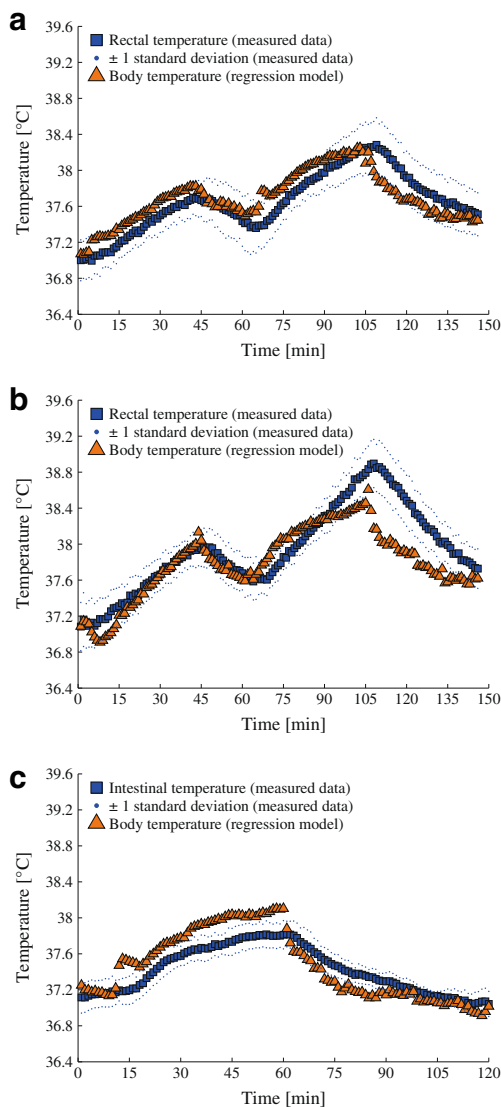 a
39.6
Rectal temperature (measured data)
± 1 standard deviation (measured data)
39.2
Body temperature (regression model)
38.8
38.4
38
37.6
37.2
36.8
36.4
Temperature [°C]
0 15 30 45 60 75 90 105 120 135 150
Time [min]
b
39.6
Rectal temperature (measured data)
± 1 standard deviation (measured data)
39.2
Body temperature (regression model)
38.8
38.4
38
37.6
37.2
36.8
36.4
Temperature [°C]
0 15 30 45 60 75 90 105 120 135 150
Time [min]
c
39.6
Intestinal temperature (measured data)
± 1 standard deviation (measured data)
39.2
Body temperature (regression model)
38.8
38.4
38
37.6
37.2
36.8
36.4
Temperature [°C]
0 15 30 45 60 75 90 105 120
Time [min]